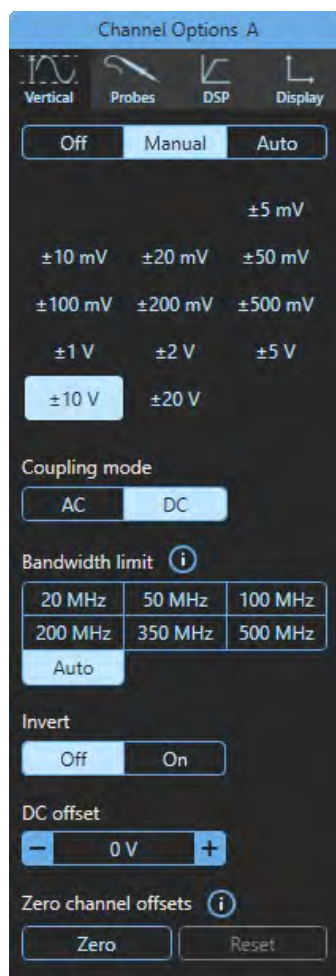 Channel Options A
Vertical Probes DSP Display
Off Manual Auto
±5 mV
±10 mV ±20 mV ±50 mV
±100 mV ±200 mV ±500 mV
±1 V ±2 V ±5 V
±10 V ±20 V
Coupling mode
AC DC
Bandwidth limit i
20 MHz 50 MHz 100 MHz
200 MHz 350 MHz 500 MHz
Auto
Invert
Off On
DC offset
− 0 V +
Zero channel offsets i
Zero Reset